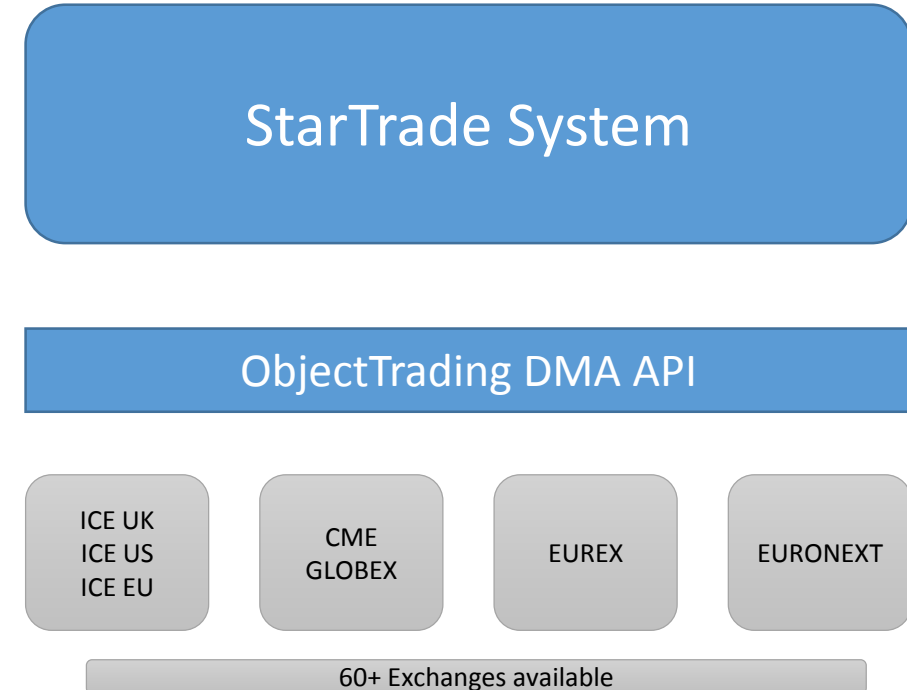 StarTrade System
ObjectTrading DMA API
ICE UK
ICE US
ICE EU
CME
GLOBEX
EUREX
EURONEXT
60+ Exchanges available